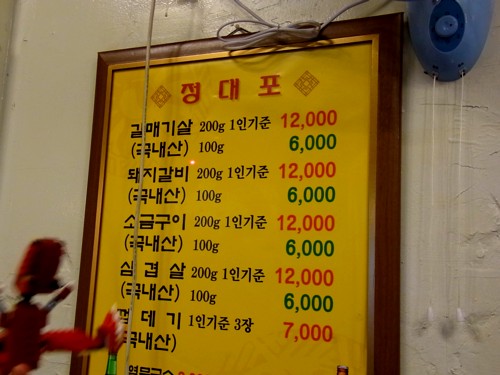 정대포
갈매기살 200g 1인기준 12,000
(국내산) 100g 6,000
돼지갈비 200g 1인기준 12,000
(국내산) 100g 6,000
소금구이 200g 1인기준 12,000
(국내산) 100g 6,000
삼겹살 200g 1인기준 12,000
(국내산) 100g 6,000
껍데기 1인기준 3장 7,000
국내산)